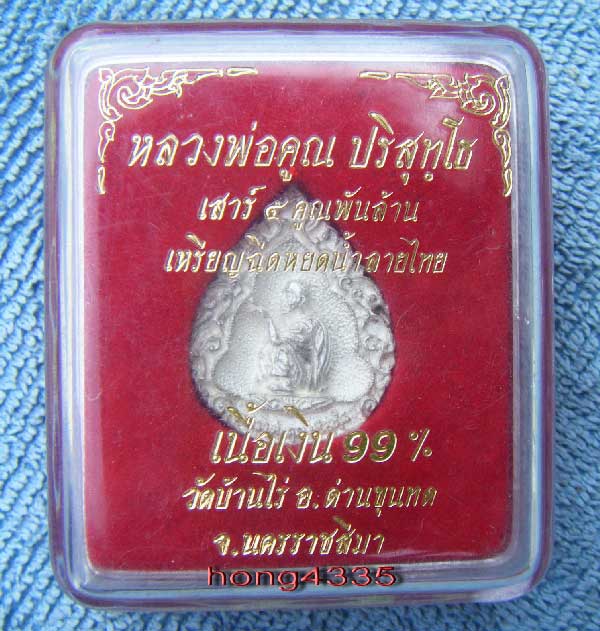 หลวงพ่อคูณ ปริสุทฺโธ
เสาร์ ๕ คูณพันล้าน
เหรียญฉีดหยดน้ำลายไทย
เนื้อเงิน 99 %
วัดบ้านไร่ อ.ด่านขุนทด
จ.นครราชสีมา
hong4335